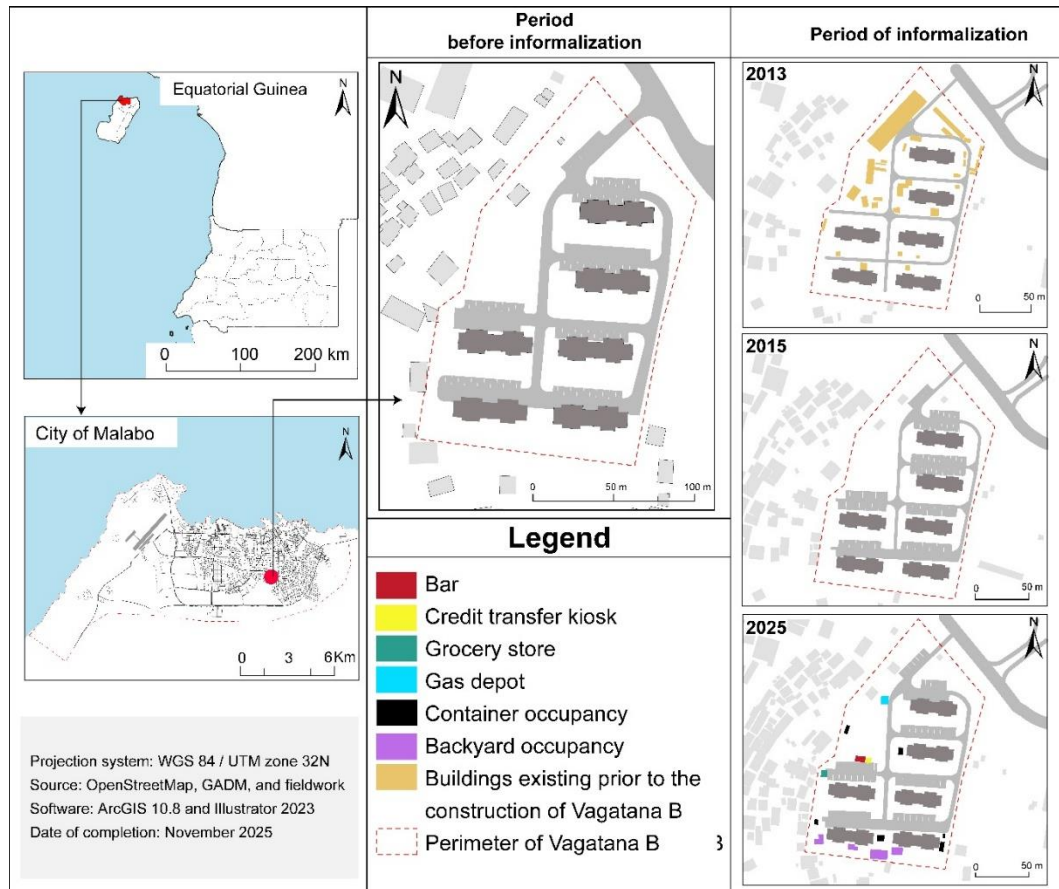 Period
before informalization
Period of informalization
N
Equatorial Guinea
0 100 200 km
City of Malabo
N
0 3 6 Km
Projection system: WGS 84 / UTM zone 32N
Source: OpenStreetMap, GADM, and fieldwork
Software: ArcGIS 10.8 and Illustrator 2023
Date of completion: November 2025
N
0 50 m 100 m
Legend
Bar
Credit transfer kiosk
Grocery store
Gas depot
Container occupancy
Backyard occupancy
Buildings existing prior to the
construction of Vagatana B
Perimeter of Vagatana B 3
2013
N
0 50 m
2015
N
0 50 m
2025
N
0 50 m